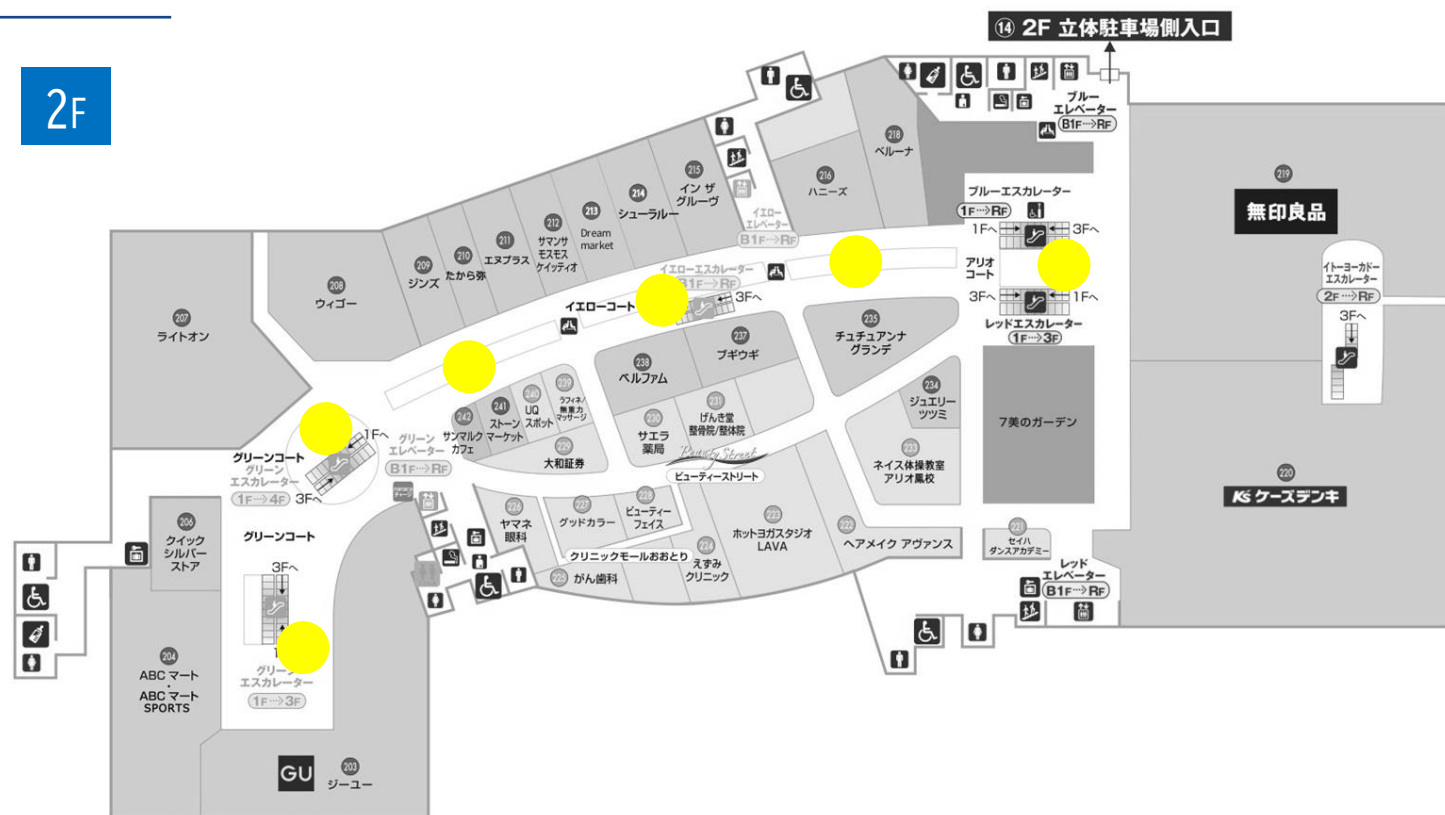 ⑭ 2F 立体駐車場側入口
2F
ブルー
エレベーター
B1F…>RF
218
ベルーナ
216
ハニーズ
215
イン ザ
グルーヴ
214
シューラルー
213
Dream
market
212
サマンサ
モスモス
ケイッティオ
211
エヌプラス
210
たから弥
209
ジンズ
208
ウィゴー
207
ライトオン
219
無印良品
ブルーエスカレーター
1F…>RF
1Fへ
3Fへ
アリオ
コート
3Fへ
1Fへ
レッドエスカレーター
1F…>3F
イエロー
エレベーター
B1F…>RF
イエローエスカレーター
B1F…>RF
3Fへ
イエローコート
イトーヨーカドー
エスカレーター
2F…>RF
3Fへ
235
チュチュアンナ
グランデ
237
ブギウギ
238
ベルファム
239
ラフィネ/
無重力
マッサージ
240
UQ
スポット
241
ストーン
マーケット
242
サンマルク
カフェ
234
ジュエリー
ツツミ
231
げんき堂
整骨院/整体院
230
サエラ
薬局
229
大和証券
233
ネイス体操教室
アリオ鳳校
7美のガーデン
Beauty Street
ビューティーストリート
1Fへ
グリーンコート
グリーン
エスカレーター
1F…>4F
3Fへ
グリーン
エレベーター
B1F…>RF
220
K's ケーズデンキ
206
クイック
シルバー
ストア
グリーンコート
3Fへ
226
ヤマネ
眼科
227
グッドカラー
228
ビューティー
フェイス
223
ホットヨガスタジオ
LAVA
222
ヘアメイク アヴァンス
221
セイハ
ダンスアカデミー
クリニックモールおおとり
225
がん歯科
224
えずみ
クリニック
レッド
エレベーター
B1F…>RF
204
ABC マート
・
ABC マート
SPORTS
グリーン
エスカレーター
1F…>3F
GU
203
ジーユー